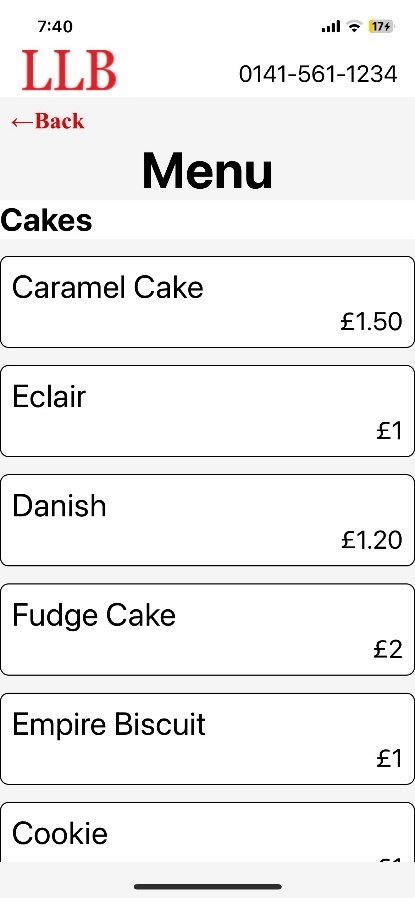 7:40
17
LLB
0141-561-1234
←Back
Menu
Cakes
Caramel Cake
£1.50
Eclair
£1
Danish
£1.20
Fudge Cake
£2
Empire Biscuit
£1
Cookie